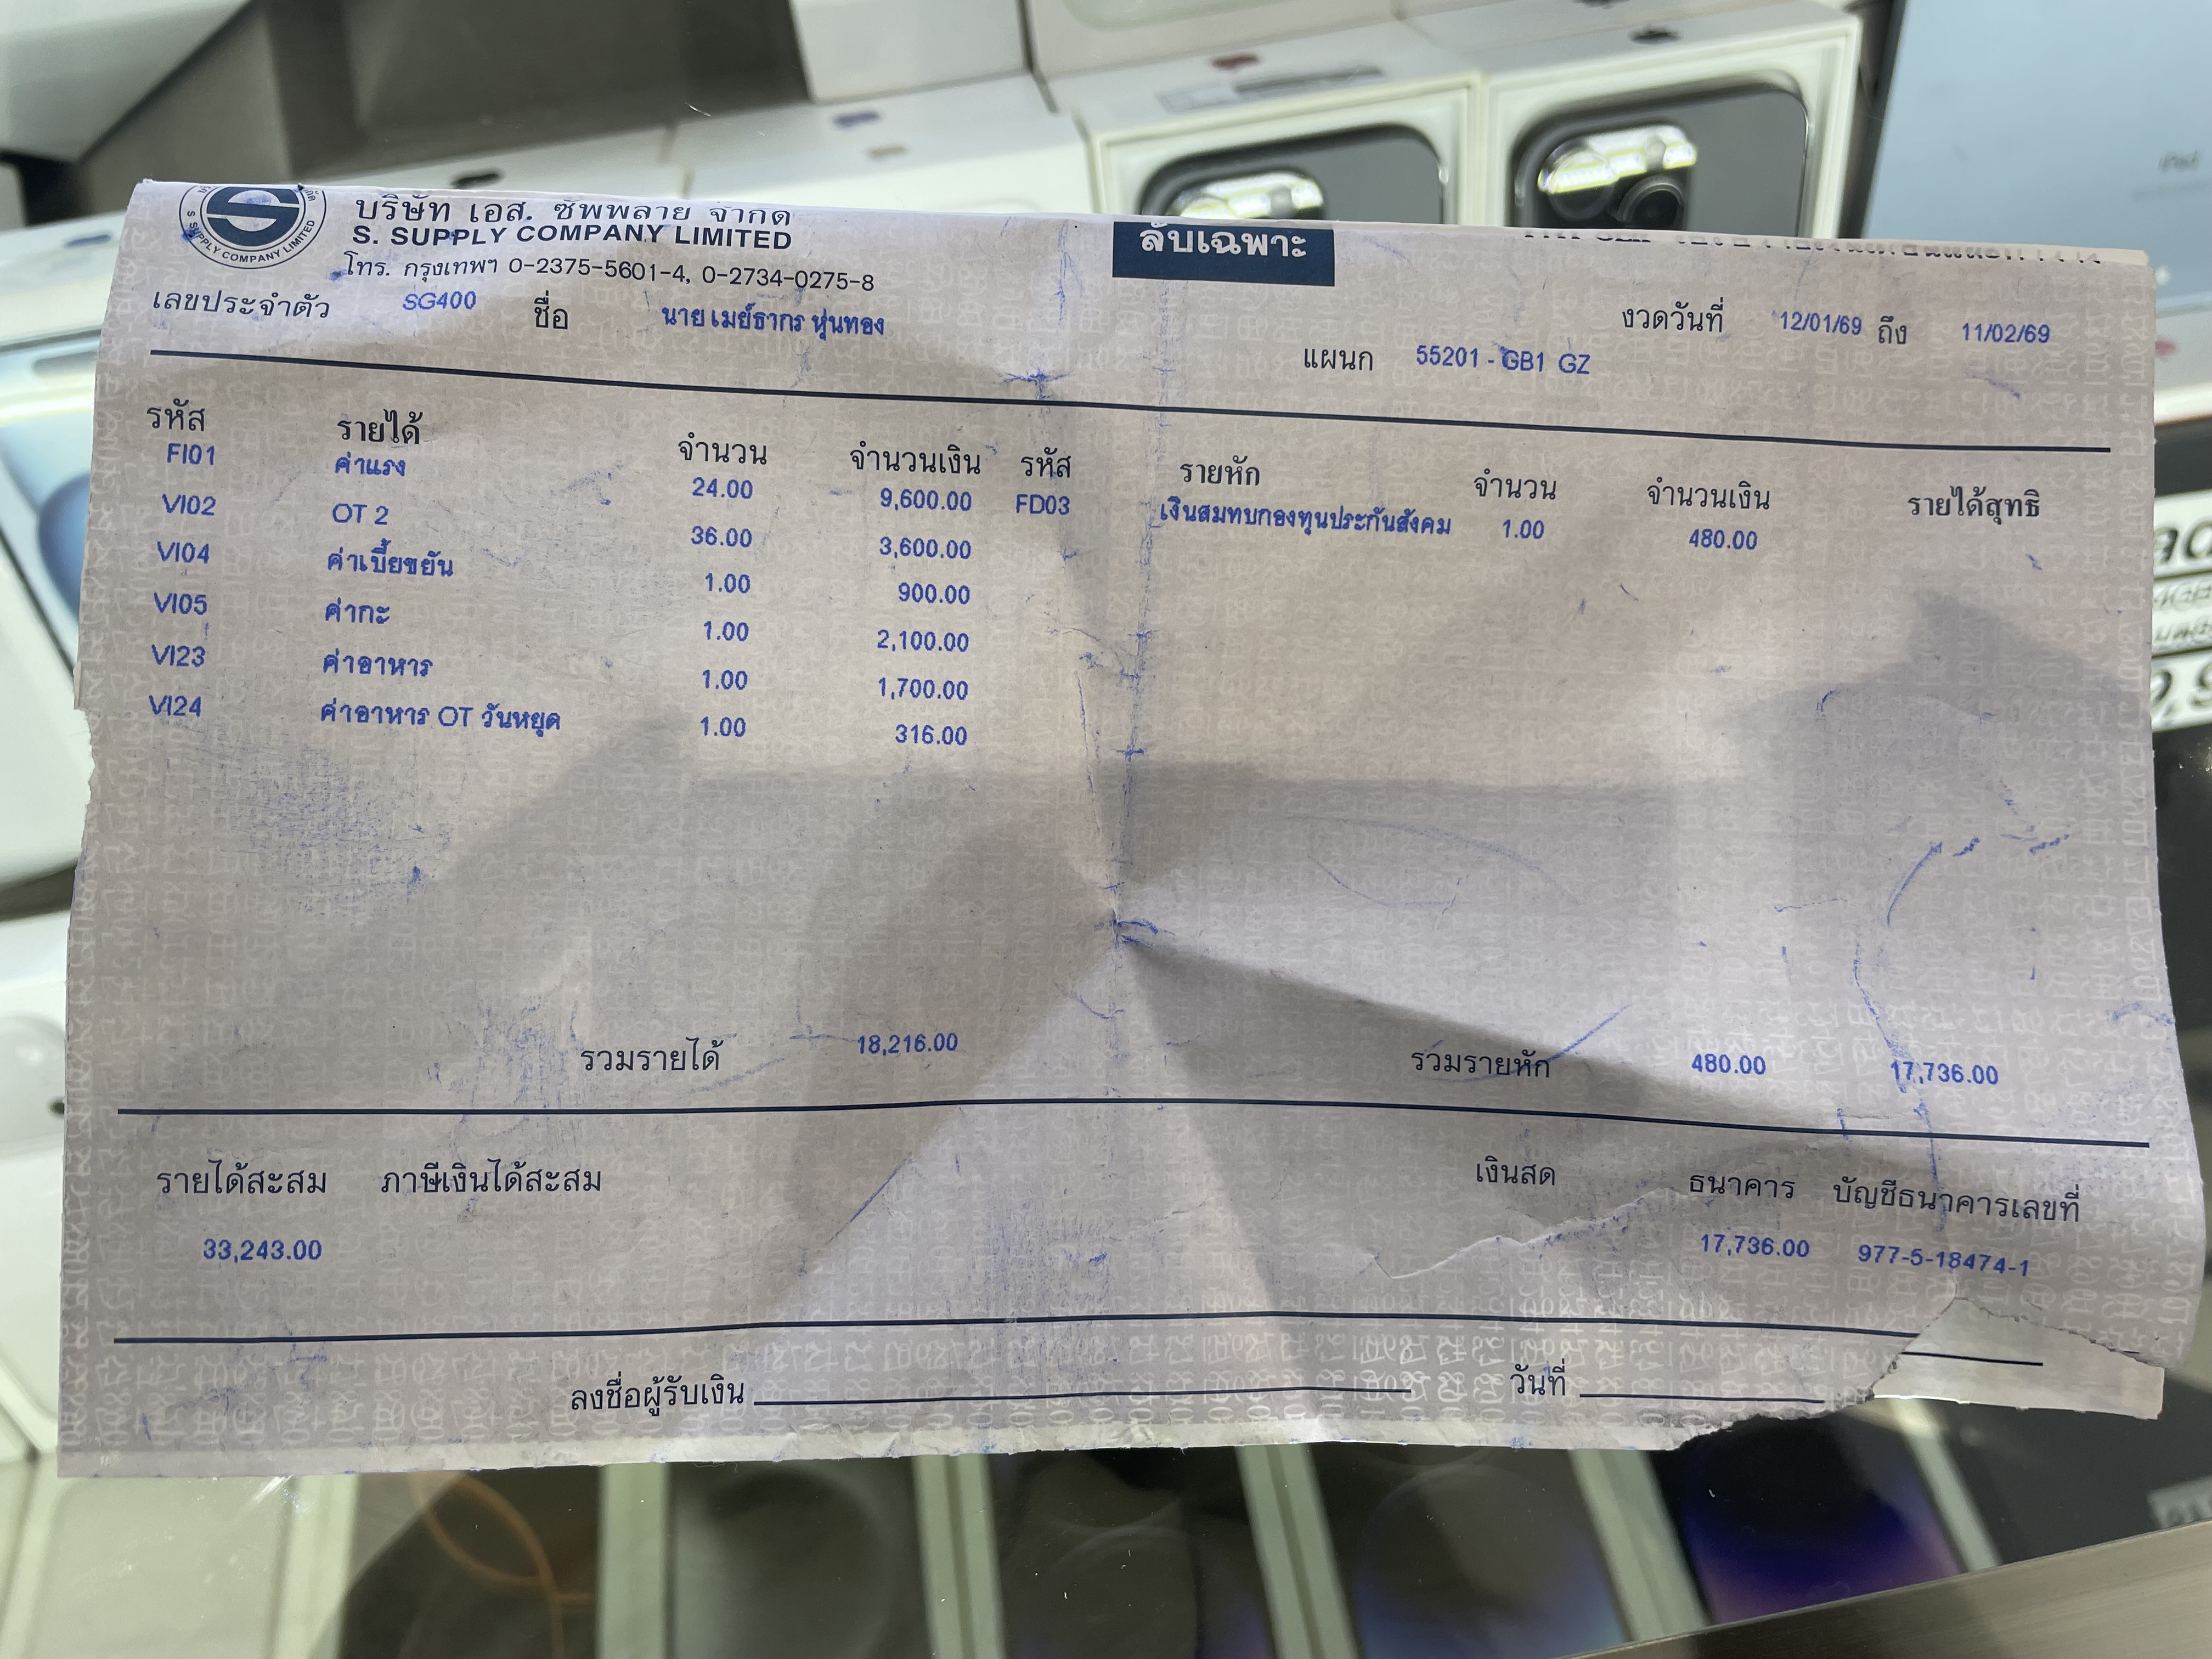 S SUPPLY COMPANY LIMITED
บริษัท เอส. ซัพพลาย จำกัด
S. SUPPLY COMPANY LIMITED
โทร. กรุงเทพฯ 0-2375-5601-4, 0-2734-0275-8
ลับเฉพาะ
เลขประจำตัว SG400 ชื่อ นาย เมย์ธากร หุ่นทอง
งวดวันที่ 12/01/69 ถึง 11/02/69
แผนก 55201 - GB1 GZ
รหัส รายได้ จำนวน จำนวนเงิน รหัส รายหัก จำนวน จำนวนเงิน รายได้สุทธิ
FI01 ค่าแรง 24.00 9,600.00 FD03 เงินสมทบกองทุนประกันสังคม 1.00 480.00
VI02 OT 2 36.00 3,600.00
VI04 ค่าเบี้ยขยัน 1.00 900.00
VI05 ค่ากะ 1.00 2,100.00
VI23 ค่าอาหาร 1.00 1,700.00
VI24 ค่าอาหาร OT วันหยุด 1.00 316.00
รวมรายได้ 18,216.00 รวมรายหัก 480.00 17,736.00
รายได้สะสม ภาษีเงินได้สะสม เงินสด ธนาคาร บัญชีธนาคารเลขที่
33,243.00 17,736.00 977-5-18474-1
ลงชื่อผู้รับเงิน วันที่
iPad